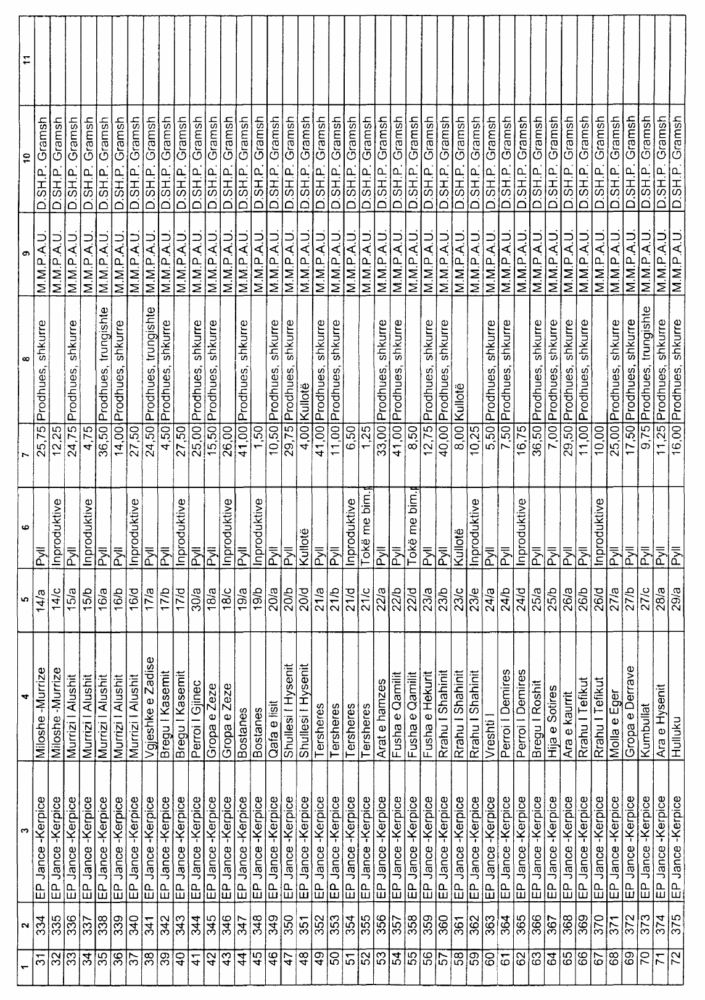 1 2 3 4 5 6 7 8 9 10 11
31 334 EP Jance -Kerpice Miloshe -Murrize 14/a Pyll 25,75 Prodhues, shkurre M.M.P.A.U. D.SH.P. Gramsh
32 335 EP Jance -Kerpice Miloshe -Murrize 14/c Inproduktive 12,25 M.M.P.A.U. D.SH.P. Gramsh
33 336 EP Jance -Kerpice Murrizi I Alushit 15/a Pyll 24,75 Prodhues, shkurre M.M.P.A.U. D.SH.P. Gramsh
34 337 EP Jance -Kerpice Murrizi I Alushit 15/b Inproduktive 4,75 M.M.P.A.U. D.SH.P. Gramsh
35 338 EP Jance -Kerpice Murrizi I Alushit 16/a Pyll 36,50 Prodhues, trungishte M.M.P.A.U. D.SH.P. Gramsh
36 339 EP Jance -Kerpice Murrizi I Alushit 16/b Pyll 14,00 Prodhues, shkurre M.M.P.A.U. D.SH.P. Gramsh
37 340 EP Jance -Kerpice Murrizi I Alushit 16/d Inproduktive 27,50 M.M.P.A.U. D.SH.P. Gramsh
38 341 EP Jance -Kerpice Vgjeshke e Zadise 17/a Pyll 24,50 Prodhues, trungishte M.M.P.A.U. D.SH.P. Gramsh
39 342 EP Jance -Kerpice Bregu I Kasemit 17/b Pyll 4,50 Prodhues, shkurre M.M.P.A.U. D.SH.P. Gramsh
40 343 EP Jance -Kerpice Bregu I Kasemit 17/d Inproduktive 27,50 M.M.P.A.U. D.SH.P. Gramsh
41 344 EP Jance -Kerpice Perroi I Gjinec 30/a Pyll 25,00 Prodhues, shkurre M.M.P.A.U. D.SH.P. Gramsh
42 345 EP Jance -Kerpice Gropa e Zeze 18/a Pyll 15,50 Prodhues, shkurre M.M.P.A.U. D.SH.P. Gramsh
43 346 EP Jance -Kerpice Gropa e Zeze 18/c Inproduktive 26,00 M.M.P.A.U. D.SH.P. Gramsh
44 347 EP Jance -Kerpice Bostanes 19/a Pyll 41,00 Prodhues, shkurre M.M.P.A.U. D.SH.P. Gramsh
45 348 EP Jance -Kerpice Bostanes 19/b Inproduktive 1,50 M.M.P.A.U. D.SH.P. Gramsh
46 349 EP Jance -Kerpice Qafa e lisit 20/a Pyll 10,50 Prodhues, shkurre M.M.P.A.U. D.SH.P. Gramsh
47 350 EP Jance -Kerpice Shullesi I Hysenit 20/b Pyll 29,75 Prodhues, shkurre M.M.P.A.U. D.SH.P. Gramsh
48 351 EP Jance -Kerpice Shullesi I Hysenit 20/d Kullotë 4,00 Kullotë M.M.P.A.U. D.SH.P. Gramsh
49 352 EP Jance -Kerpice Tersheres 21/a Pyll 41,00 Prodhues, shkurre M.M.P.A.U. D.SH.P. Gramsh
50 353 EP Jance -Kerpice Tersheres 21/b Pyll 11,00 Prodhues, shkurre M.M.P.A.U. D.SH.P. Gramsh
51 354 EP Jance -Kerpice Tersheres 21/d Inproduktive 6,50 M.M.P.A.U. D.SH.P. Gramsh
52 355 EP Jance -Kerpice Tersheres 21/c Tokë me bim. 1,25 M.M.P.A.U. D.SH.P. Gramsh
53 356 EP Jance -Kerpice Arat e hamzes 22/a Pyll 33,00 Prodhues, shkurre M.M.P.A.U. D.SH.P. Gramsh
54 357 EP Jance -Kerpice Fusha e Qamilit 22/b Pyll 41,00 Prodhues, shkurre M.M.P.A.U. D.SH.P. Gramsh
55 358 EP Jance -Kerpice Fusha e Qamilit 22/d Tokë me bim. 8,50 M.M.P.A.U. D.SH.P. Gramsh
56 359 EP Jance -Kerpice Fusha e Hekurit 23/a Pyll 12,75 Prodhues, shkurre M.M.P.A.U. D.SH.P. Gramsh
57 360 EP Jance -Kerpice Rrahu I Shahinit 23/b Pyll 40,00 Prodhues, shkurre M.M.P.A.U. D.SH.P. Gramsh
58 361 EP Jance -Kerpice Rrahu I Shahinit 23/c Kullotë 8,00 Kullotë M.M.P.A.U. D.SH.P. Gramsh
59 362 EP Jance -Kerpice Rrahu I Shahinit 23/e Inproduktive 10,25 M.M.P.A.U. D.SH.P. Gramsh
60 363 EP Jance -Kerpice Vreshti I 24/a Pyll 5,50 Prodhues, shkurre M.M.P.A.U. D.SH.P. Gramsh
61 364 EP Jance -Kerpice Perroi I Demires 24/b Pyll 7,50 Prodhues, shkurre M.M.P.A.U. D.SH.P. Gramsh
62 365 EP Jance -Kerpice Perroi I Demires 24/d Inproduktive 16,75 M.M.P.A.U. D.SH.P. Gramsh
63 366 EP Jance -Kerpice Bregu I Roshit 25/a Pyll 36,50 Prodhues, shkurre M.M.P.A.U. D.SH.P. Gramsh
64 367 EP Jance -Kerpice Hija e Sotires 25/b Pyll 7,00 Prodhues, shkurre M.M.P.A.U. D.SH.P. Gramsh
65 368 EP Jance -Kerpice Ara e kaurrit 26/a Pyll 29,50 Prodhues, shkurre M.M.P.A.U. D.SH.P. Gramsh
66 369 EP Jance -Kerpice Rrahu I Tefikut 26/b Pyll 11,00 Prodhues, shkurre M.M.P.A.U. D.SH.P. Gramsh
67 370 EP Jance -Kerpice Rrahu I Tefikut 26/d Inproduktive 10,00 M.M.P.A.U. D.SH.P. Gramsh
68 371 EP Jance -Kerpice Molla e Eger 27/a Pyll 25,00 Prodhues, shkurre M.M.P.A.U. D.SH.P. Gramsh
69 372 EP Jance -Kerpice Gropa e Derrave 27/b Pyll 17,50 Prodhues, shkurre M.M.P.A.U. D.SH.P. Gramsh
70 373 EP Jance -Kerpice Kumbullat 27/c Pyll 9,75 Prodhues, trungishte M.M.P.A.U. D.SH.P. Gramsh
71 374 EP Jance -Kerpice Ara e Hysenit 28/a Pyll 11,25 Prodhues, shkurre M.M.P.A.U. D.SH.P. Gramsh
72 375 EP Jance -Kerpice Hulluku 29/a Pyll 16,00 Prodhues, shkurre M.M.P.A.U. D.SH.P. Gramsh